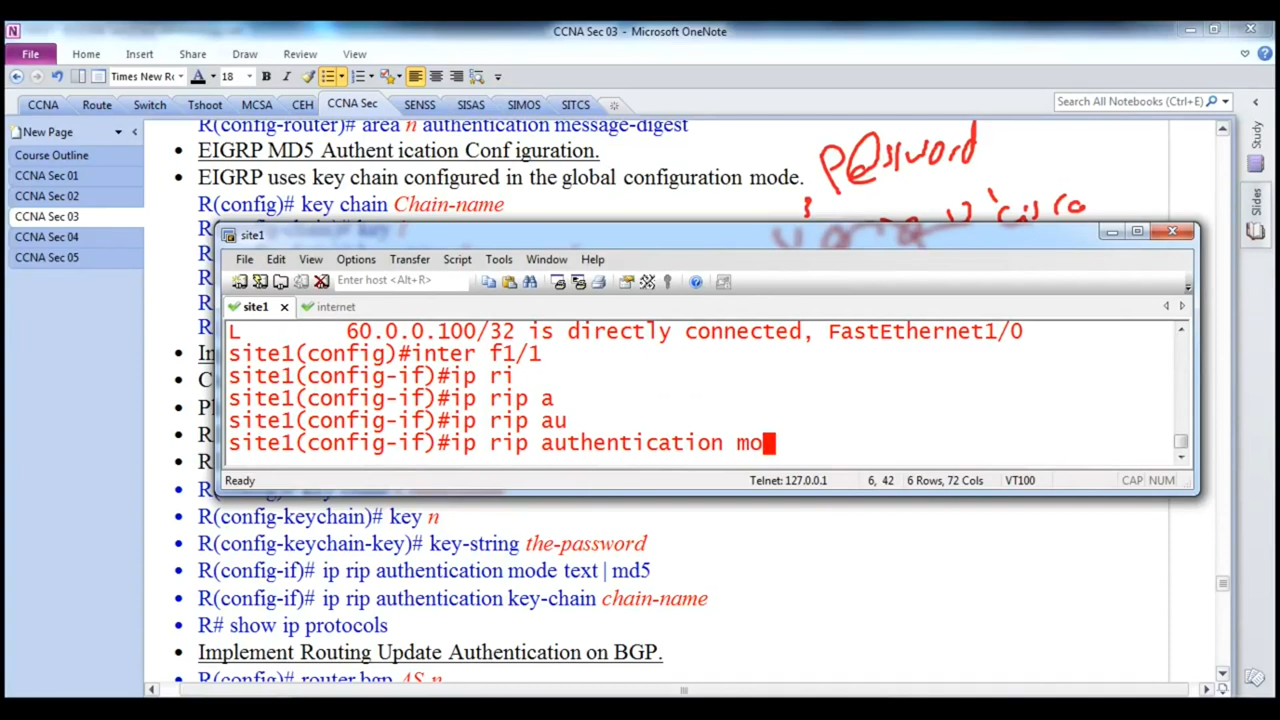 CCNA Sec 03 - Microsoft OneNote
File Home Insert Share Draw Review View
Times New Ro 18 B I
CCNA Route Switch Tshoot MCSA CEH CCNA Sec SENSS SISAS SIMOS SITCS Search All Notebooks (Ctrl+E)
New Page
Course Outline
CCNA Sec 01
CCNA Sec 02
CCNA Sec 03
CCNA Sec 04
CCNA Sec 05
Study
Slides
R(config-router)# area n authentication message-digest
EIGRP MD5 Authent ication Conf iguration.
EIGRP uses key chain configured in the global configuration mode.
R(config)# key chain Chain-name
password
cisco
site1
File Edit View Options Transfer Script Tools Window Help
Enter host <Alt+R>
site1 internet
L 60.0.0.100/32 is directly connected, FastEthernet1/0
site1(config)#inter f1/1
site1(config-if)#ip ri
site1(config-if)#ip rip a
site1(config-if)#ip rip au
site1(config-if)#ip rip authentication mo
Ready Telnet: 127.0.0.1 6, 42 6 Rows, 72 Cols VT100 CAP NUM
R(config-keychain)# key n
R(config-keychain-key)# key-string the-password
R(config-if)# ip rip authentication mode text | md5
R(config-if)# ip rip authentication key-chain chain-name
R# show ip protocols
Implement Routing Update Authentication on BGP.
R(config)# router bgp AS-n